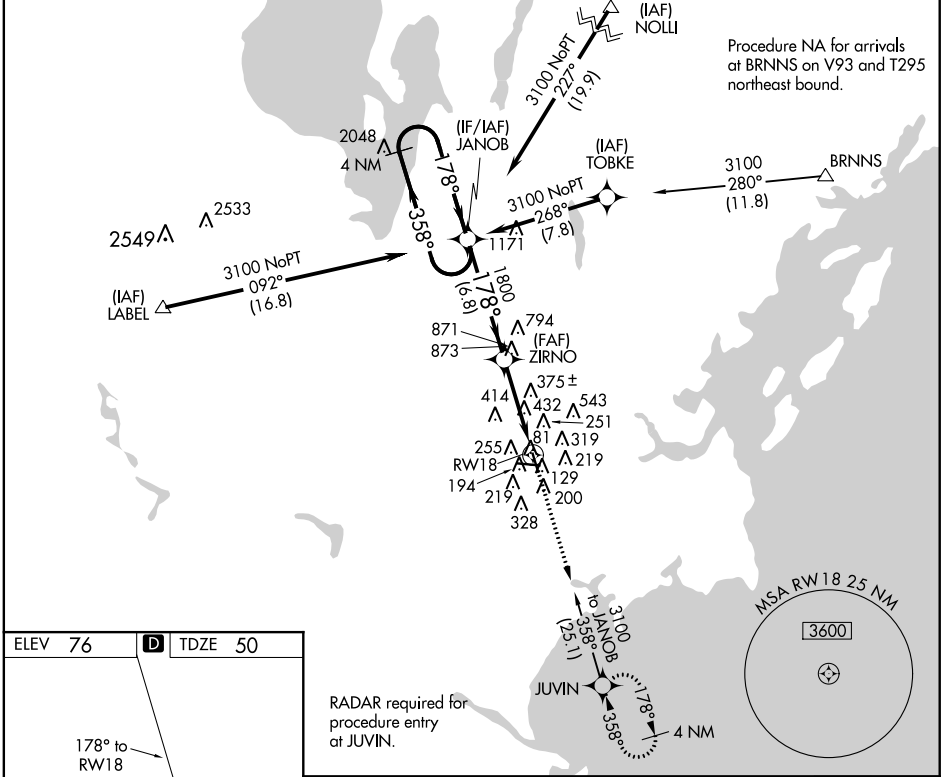 (IAF)
NOLLI
Procedure NA for arrivals
at BRNNS on V93 and T295
northeast bound.
3100 NoPT
227°
(19.9)
2048
4 NM
(IF/IAF)
JANOB
178°
358°
(IAF)
TOBKE
3100
280°
(11.8)
BRNNS
3100 NoPT
268°
(7.8)
1171
2533
2549
3100 NoPT
092°
(16.8)
(IAF)
LABEL
1800
178°
(6.8)
794
871
873
(FAF)
ZIRNO
375 ±
414
432
543
251
81
319
255
RW18
219
194
129
219
200
328
3100
to JANOB
358°
(25.1)
JUVIN
178°
358°
4 NM
MSA RW18 25 NM
3600
RADAR required for
procedure entry
at JUVIN.
ELEV 76
D
TDZE 50
178° to
RW18